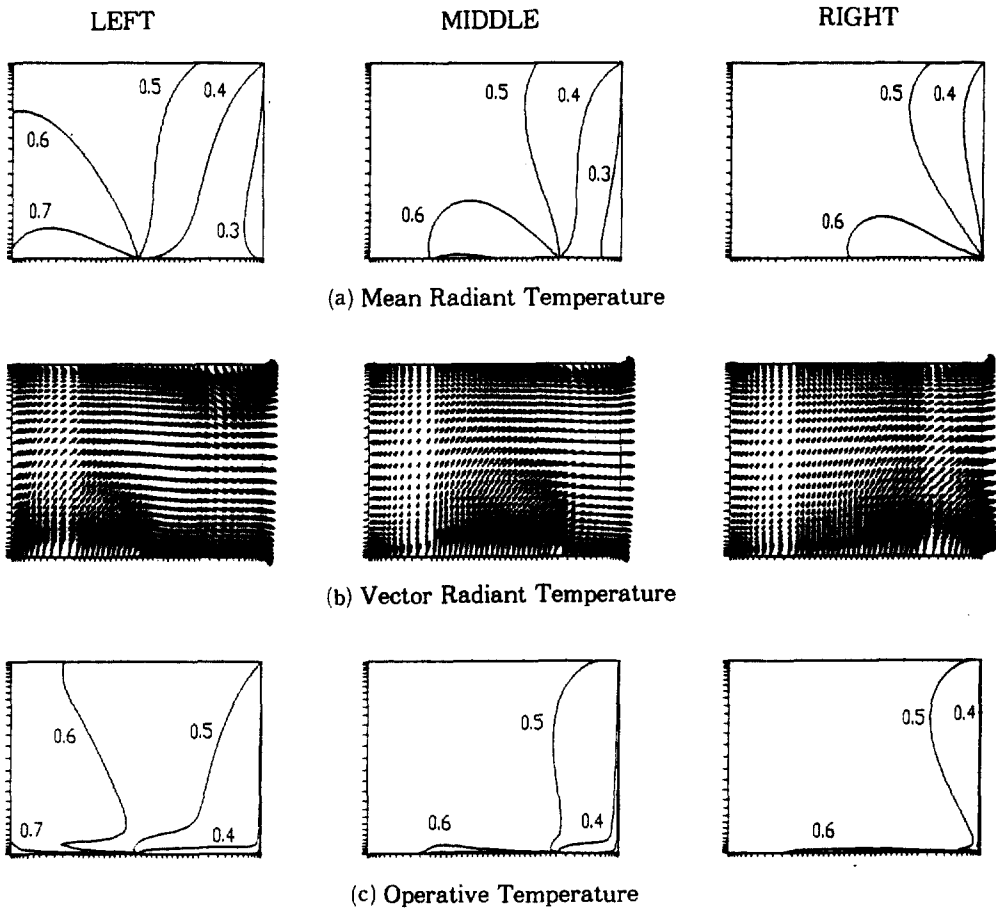 LEFT MIDDLE RIGHT
0.5 0.4 0.6 0.7 0.3
0.5 0.4 0.3 0.6
0.5 0.4 0.6
(a) Mean Radiant Temperature
(b) Vector Radiant Temperature
0.6 0.5 0.7 0.4
0.5 0.6 0.4
0.5 0.4 0.6
(c) Operative Temperature